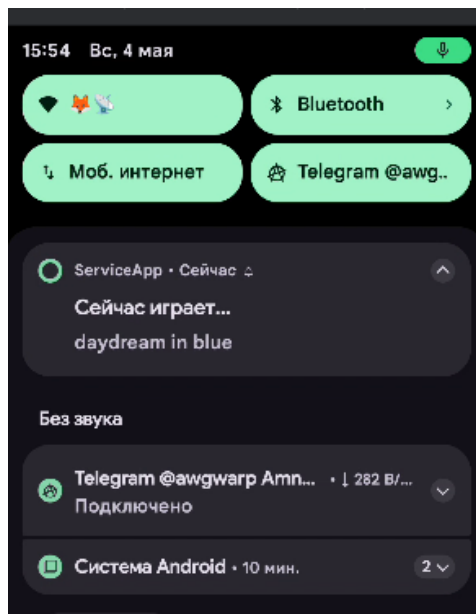 15:54 Вс, 4 мая
🦊📡
Bluetooth
Моб. интернет
Telegram @awg..
ServiceApp • Сейчас
Сейчас играет...
daydream in blue
Без звука
Telegram @awgwarp Amn... • ↓ 282 B/...
Подключено
Система Android • 10 мин.
2